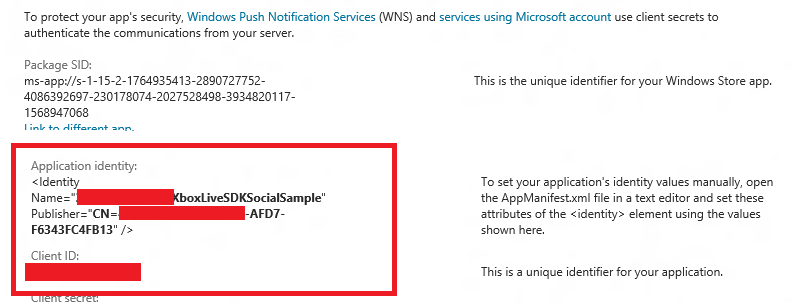 To protect your app's security, Windows Push Notification Services (WNS) and services using Microsoft account use client secrets to
authenticate the communications from your server.
Package SID:
ms-app://s-1-15-2-1764935413-2890727752-
4086392697-230178074-2027528498-3934820117-
1568947068
This is the unique identifier for your Windows Store app.
Link to different app.
Application identity:
<Identity
Name="XboxLiveSDKSocialSample"
Publisher="CN=-AFD7-
F6343FC4FB13" />
To set your application's identity values manually, open
the AppManifest.xml file in a text editor and set these
attributes of the <identity> element using the values
shown here.
Client ID:
This is a unique identifier for your application.
Client secret: